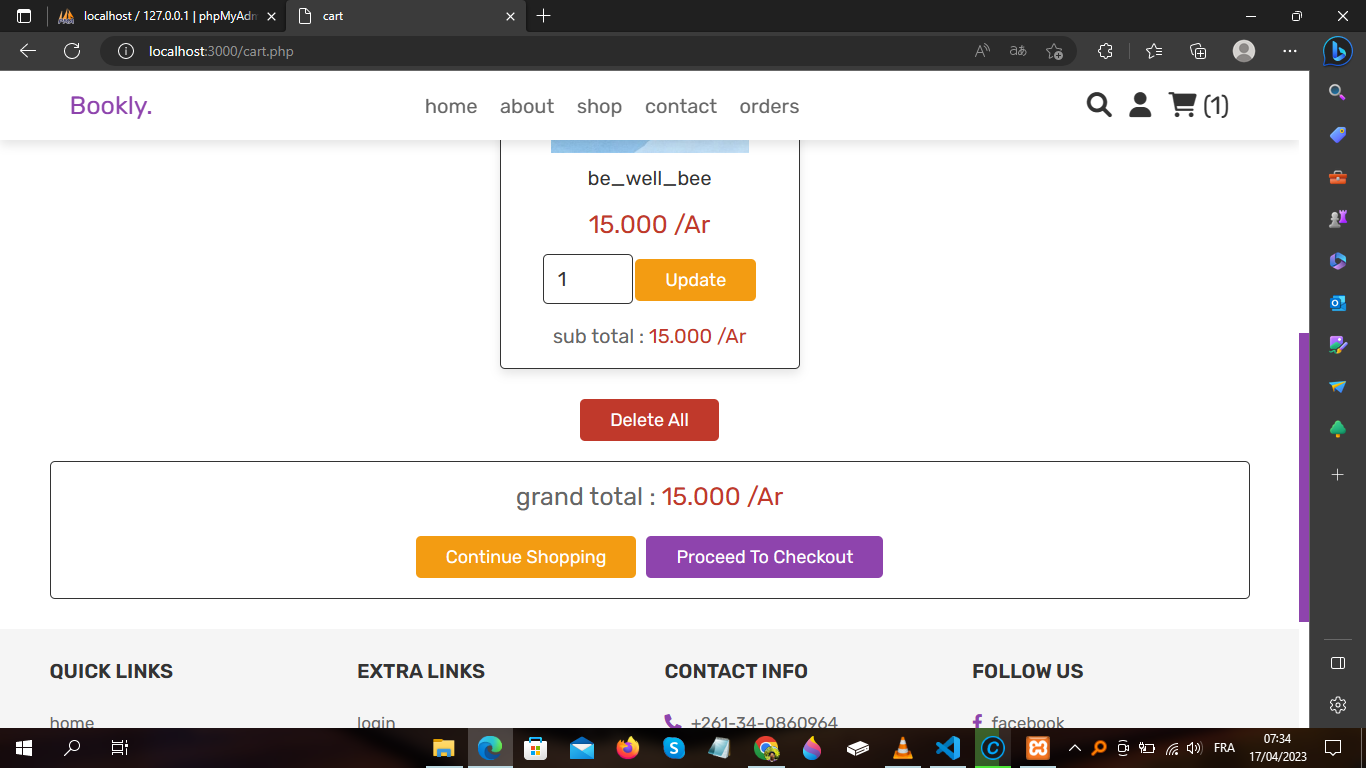 localhost / 127.0.0.1 | phpMyAdm
cart
localhost:3000/cart.php
Bookly.
home about shop contact orders
(1)
be_well_bee
15.000 /Ar
1 Update
sub total : 15.000 /Ar
Delete All
grand total : 15.000 /Ar
Continue Shopping Proceed To Checkout
QUICK LINKS EXTRA LINKS CONTACT INFO FOLLOW US
home login +261-34-0860964 facebook
FRA
07:34
17/04/2023